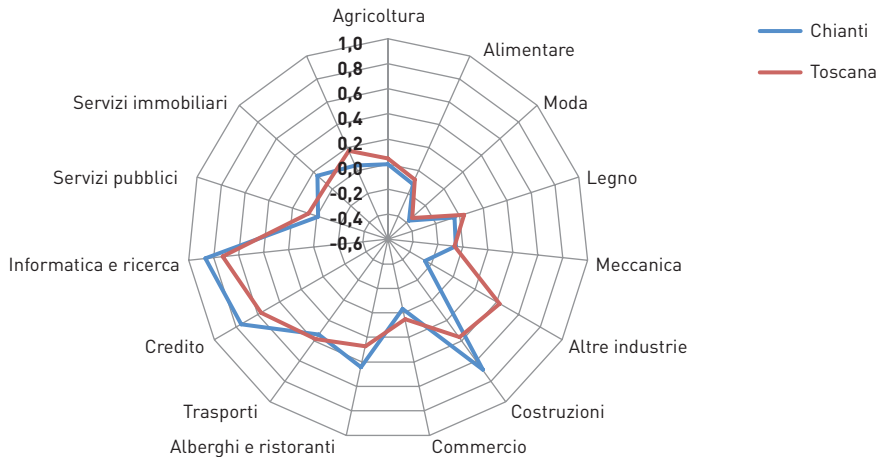 Agricoltura
Alimentare
Moda
Legno
Meccanica
Altre industrie
Costruzioni
Commercio
Alberghi e ristoranti
Trasporti
Credito
Informatica e ricerca
Servizi pubblici
Servizi immobiliari
1,0
0,8
0,6
0,4
0,2
0,0
-0,2
-0,4
-0,6
Chianti
Toscana